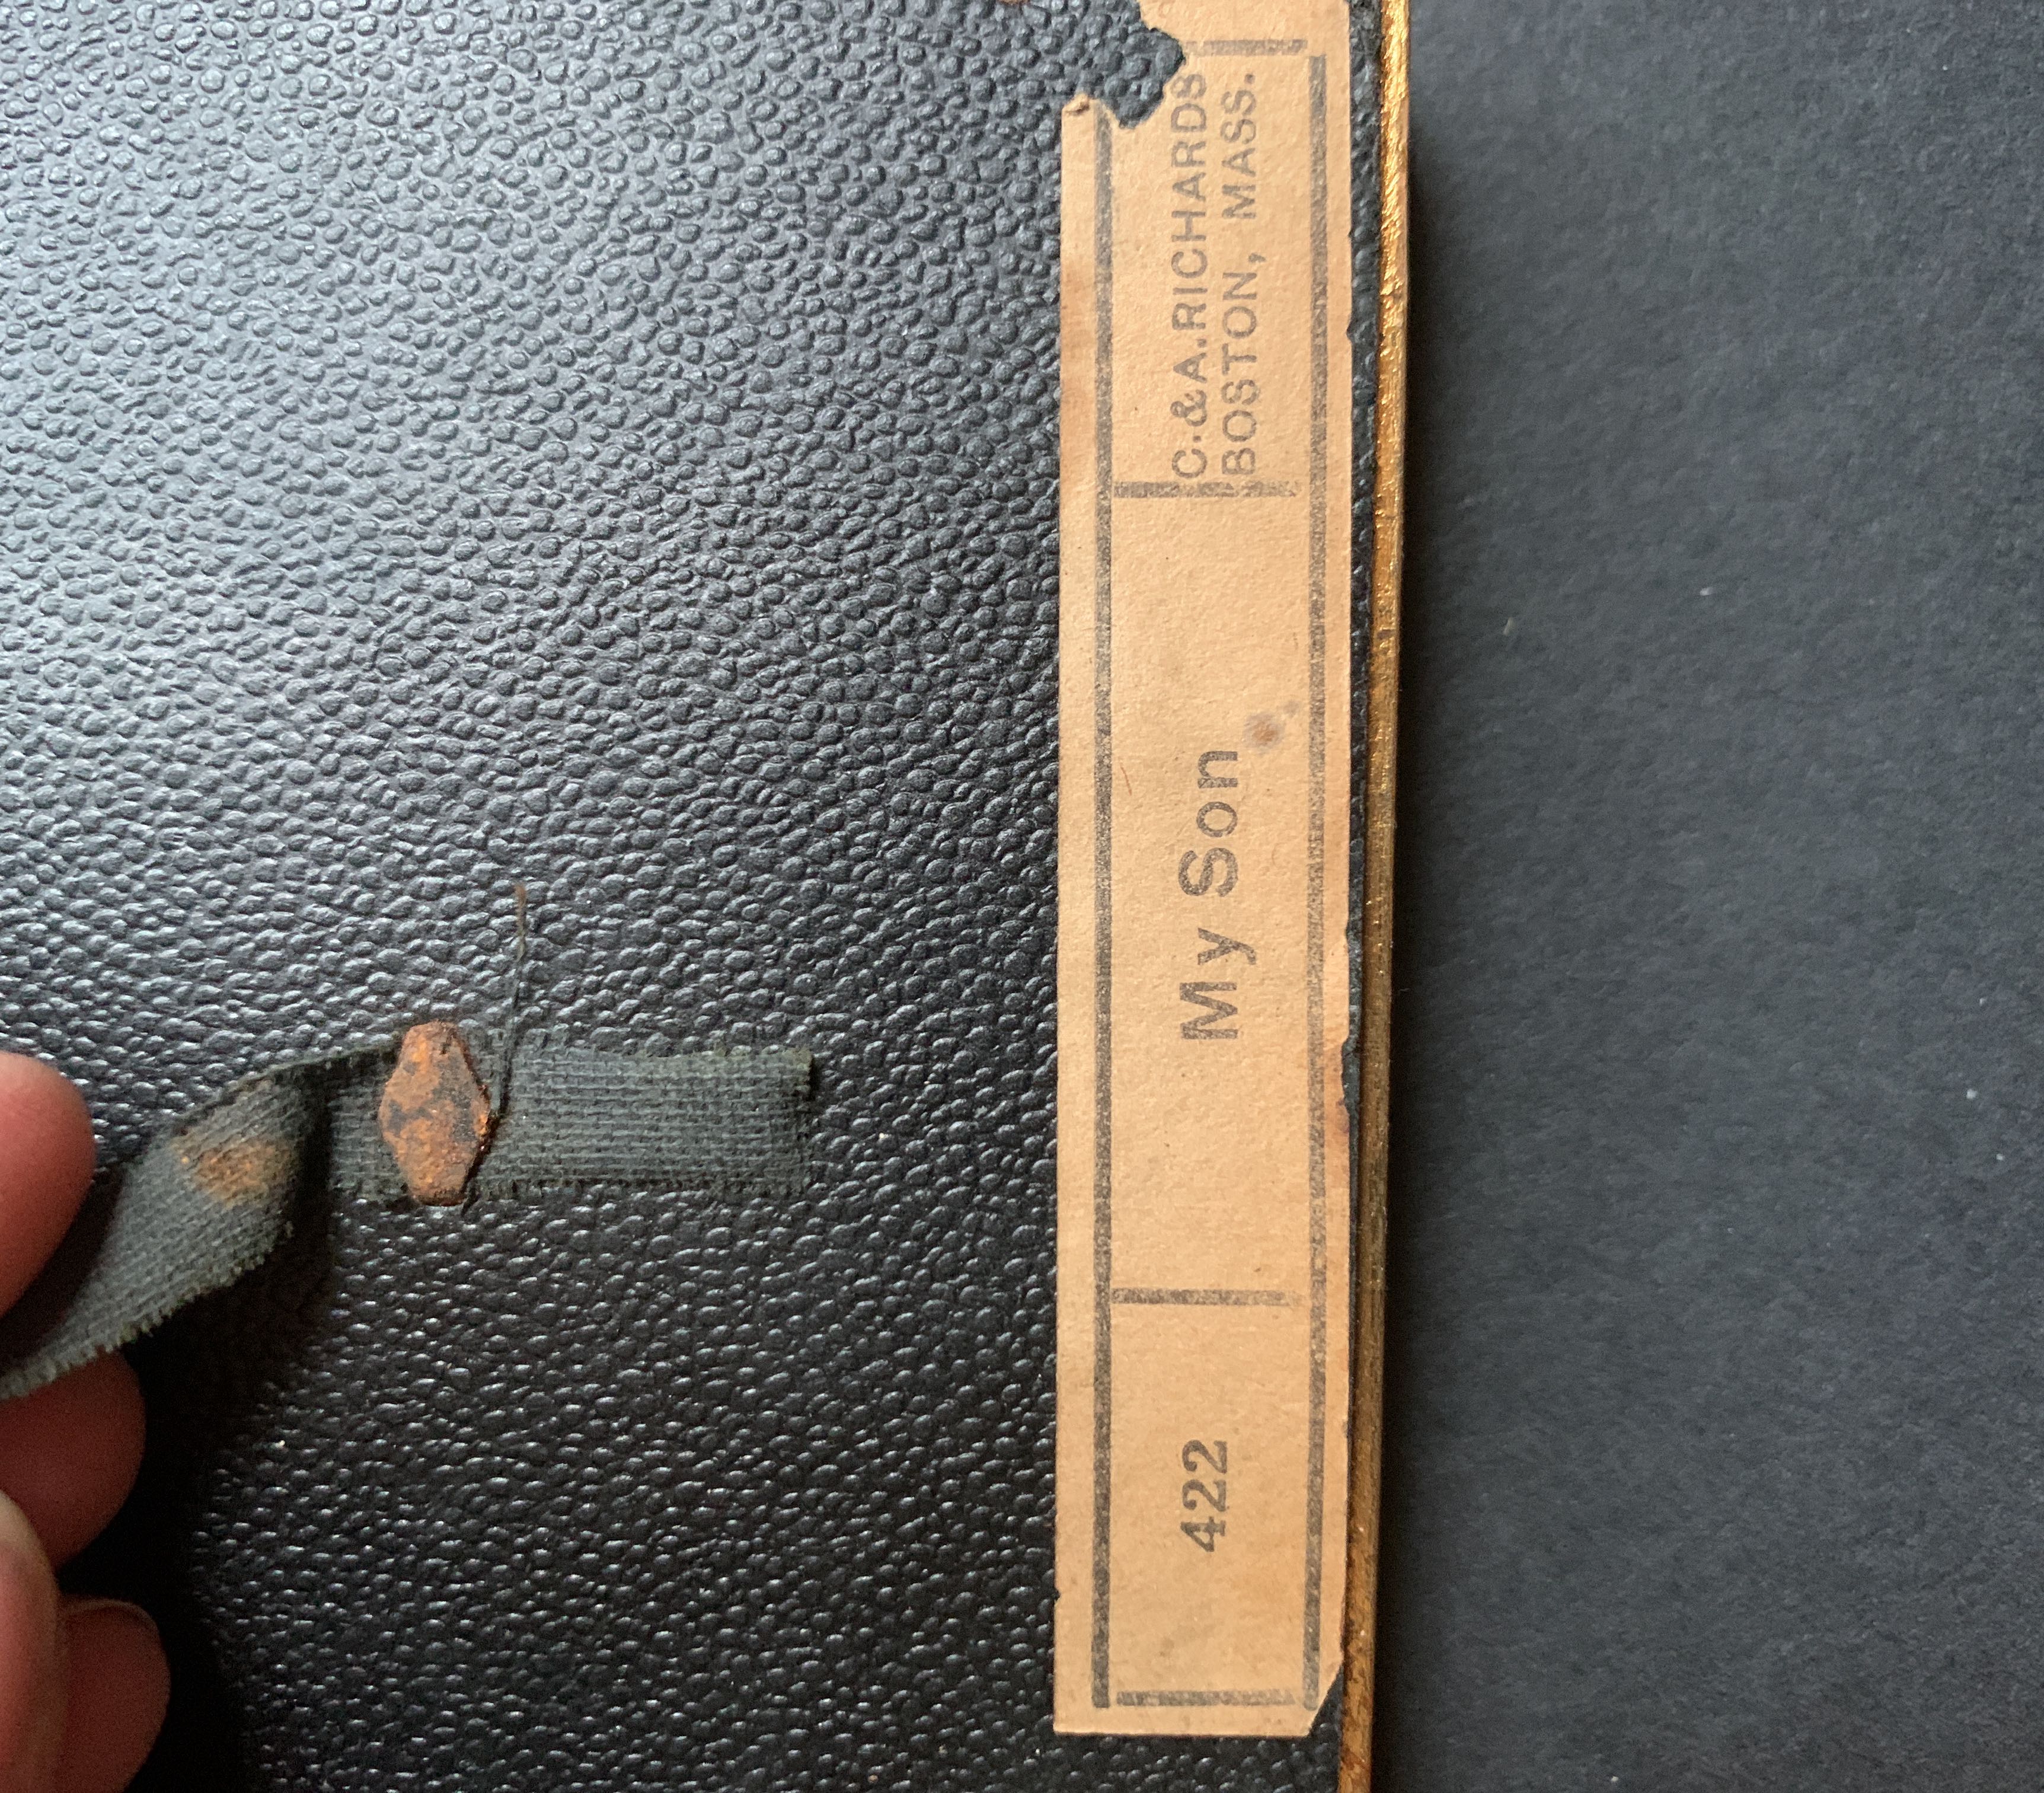 422
My Son
C. & A. RICHARDS
BOSTON, MASS.